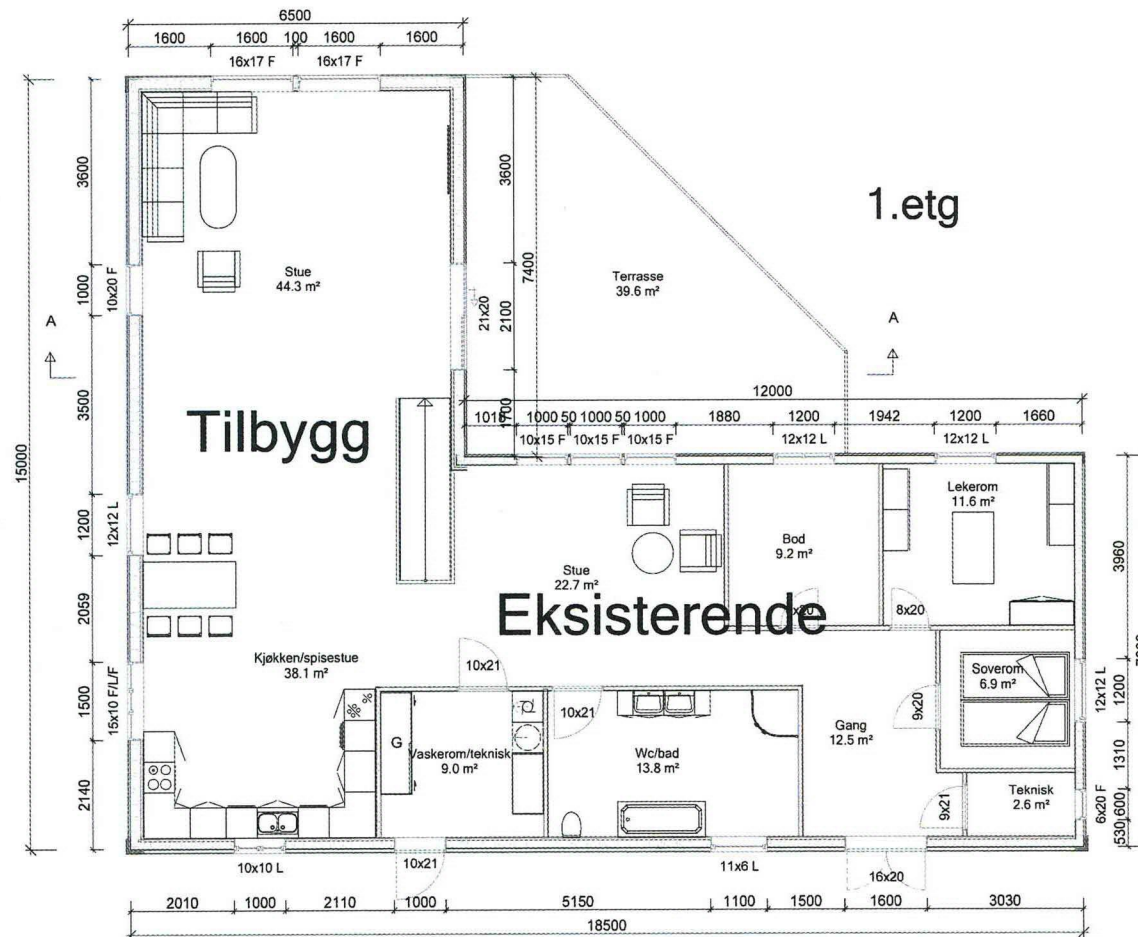 6500
1600 1600 100 1600 1600
16x17 F 16x17 F
15000
3600
1000
10x20 F
3500
1200
12x12 L
2059
1500
15x10 F/L/F
2140
A
Stue
44.3 m²
3600
7400
2100
21x20
1700
Terrasse
39.6 m²
1.etg
A
12000
1000 50 1000 50 1000 1880 1200 1942 1200 1660
10x15 F 10x15 F 10x15 F 12x12 L 12x12 L
Tilbygg
Lekerom
11.6 m²
Bod
9.2 m²
Stue
22.7 m²
Eksisterende
8x20
3960
Kjøkken/spisestue
38.1 m²
10x21
10x21
Soverom
6.9 m²
9x20
12x12 L
1200
1310
G
Vaskerom/teknisk
9.0 m²
Wc/bad
13.8 m²
Gang
12.5 m²
Teknisk
2.6 m²
9x21
6x20 F
600
530
10x10 L
10x21
11x6 L
16x20
2010 1000 2110 1000 5150 1100 1500 1600 3030
18500